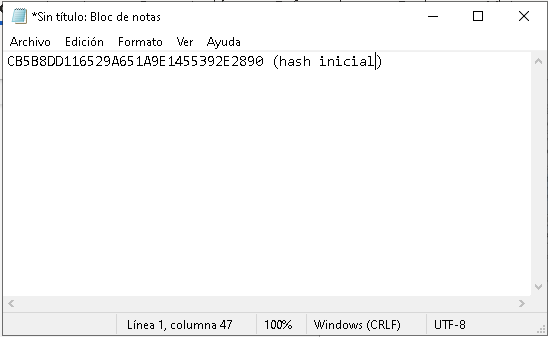 *Sin título: Bloc de notas
Archivo Edición Formato Ver Ayuda
CB5B8DD116529A651A9E1455392E2890 (hash inicial)
Línea 1, columna 47 100% Windows (CRLF) UTF-8